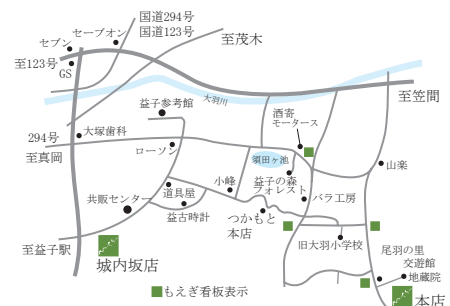 国道294号
国道123号
セーブオン
セブン
至茂木
至123号
GS
至笠間
大羽川
益子参考館
酒寄
モータース
294号
至真岡
大塚歯科
ローソン
須田ヶ池
山楽
小峰
益子の森
フォレスト
道具屋
共販センター
バラ工房
益古時計
つかもと
本店
至益子駅
旧大羽小学校
尾羽の里
交遊館
地蔵院
城内坂店
もえぎ看板表示
本店